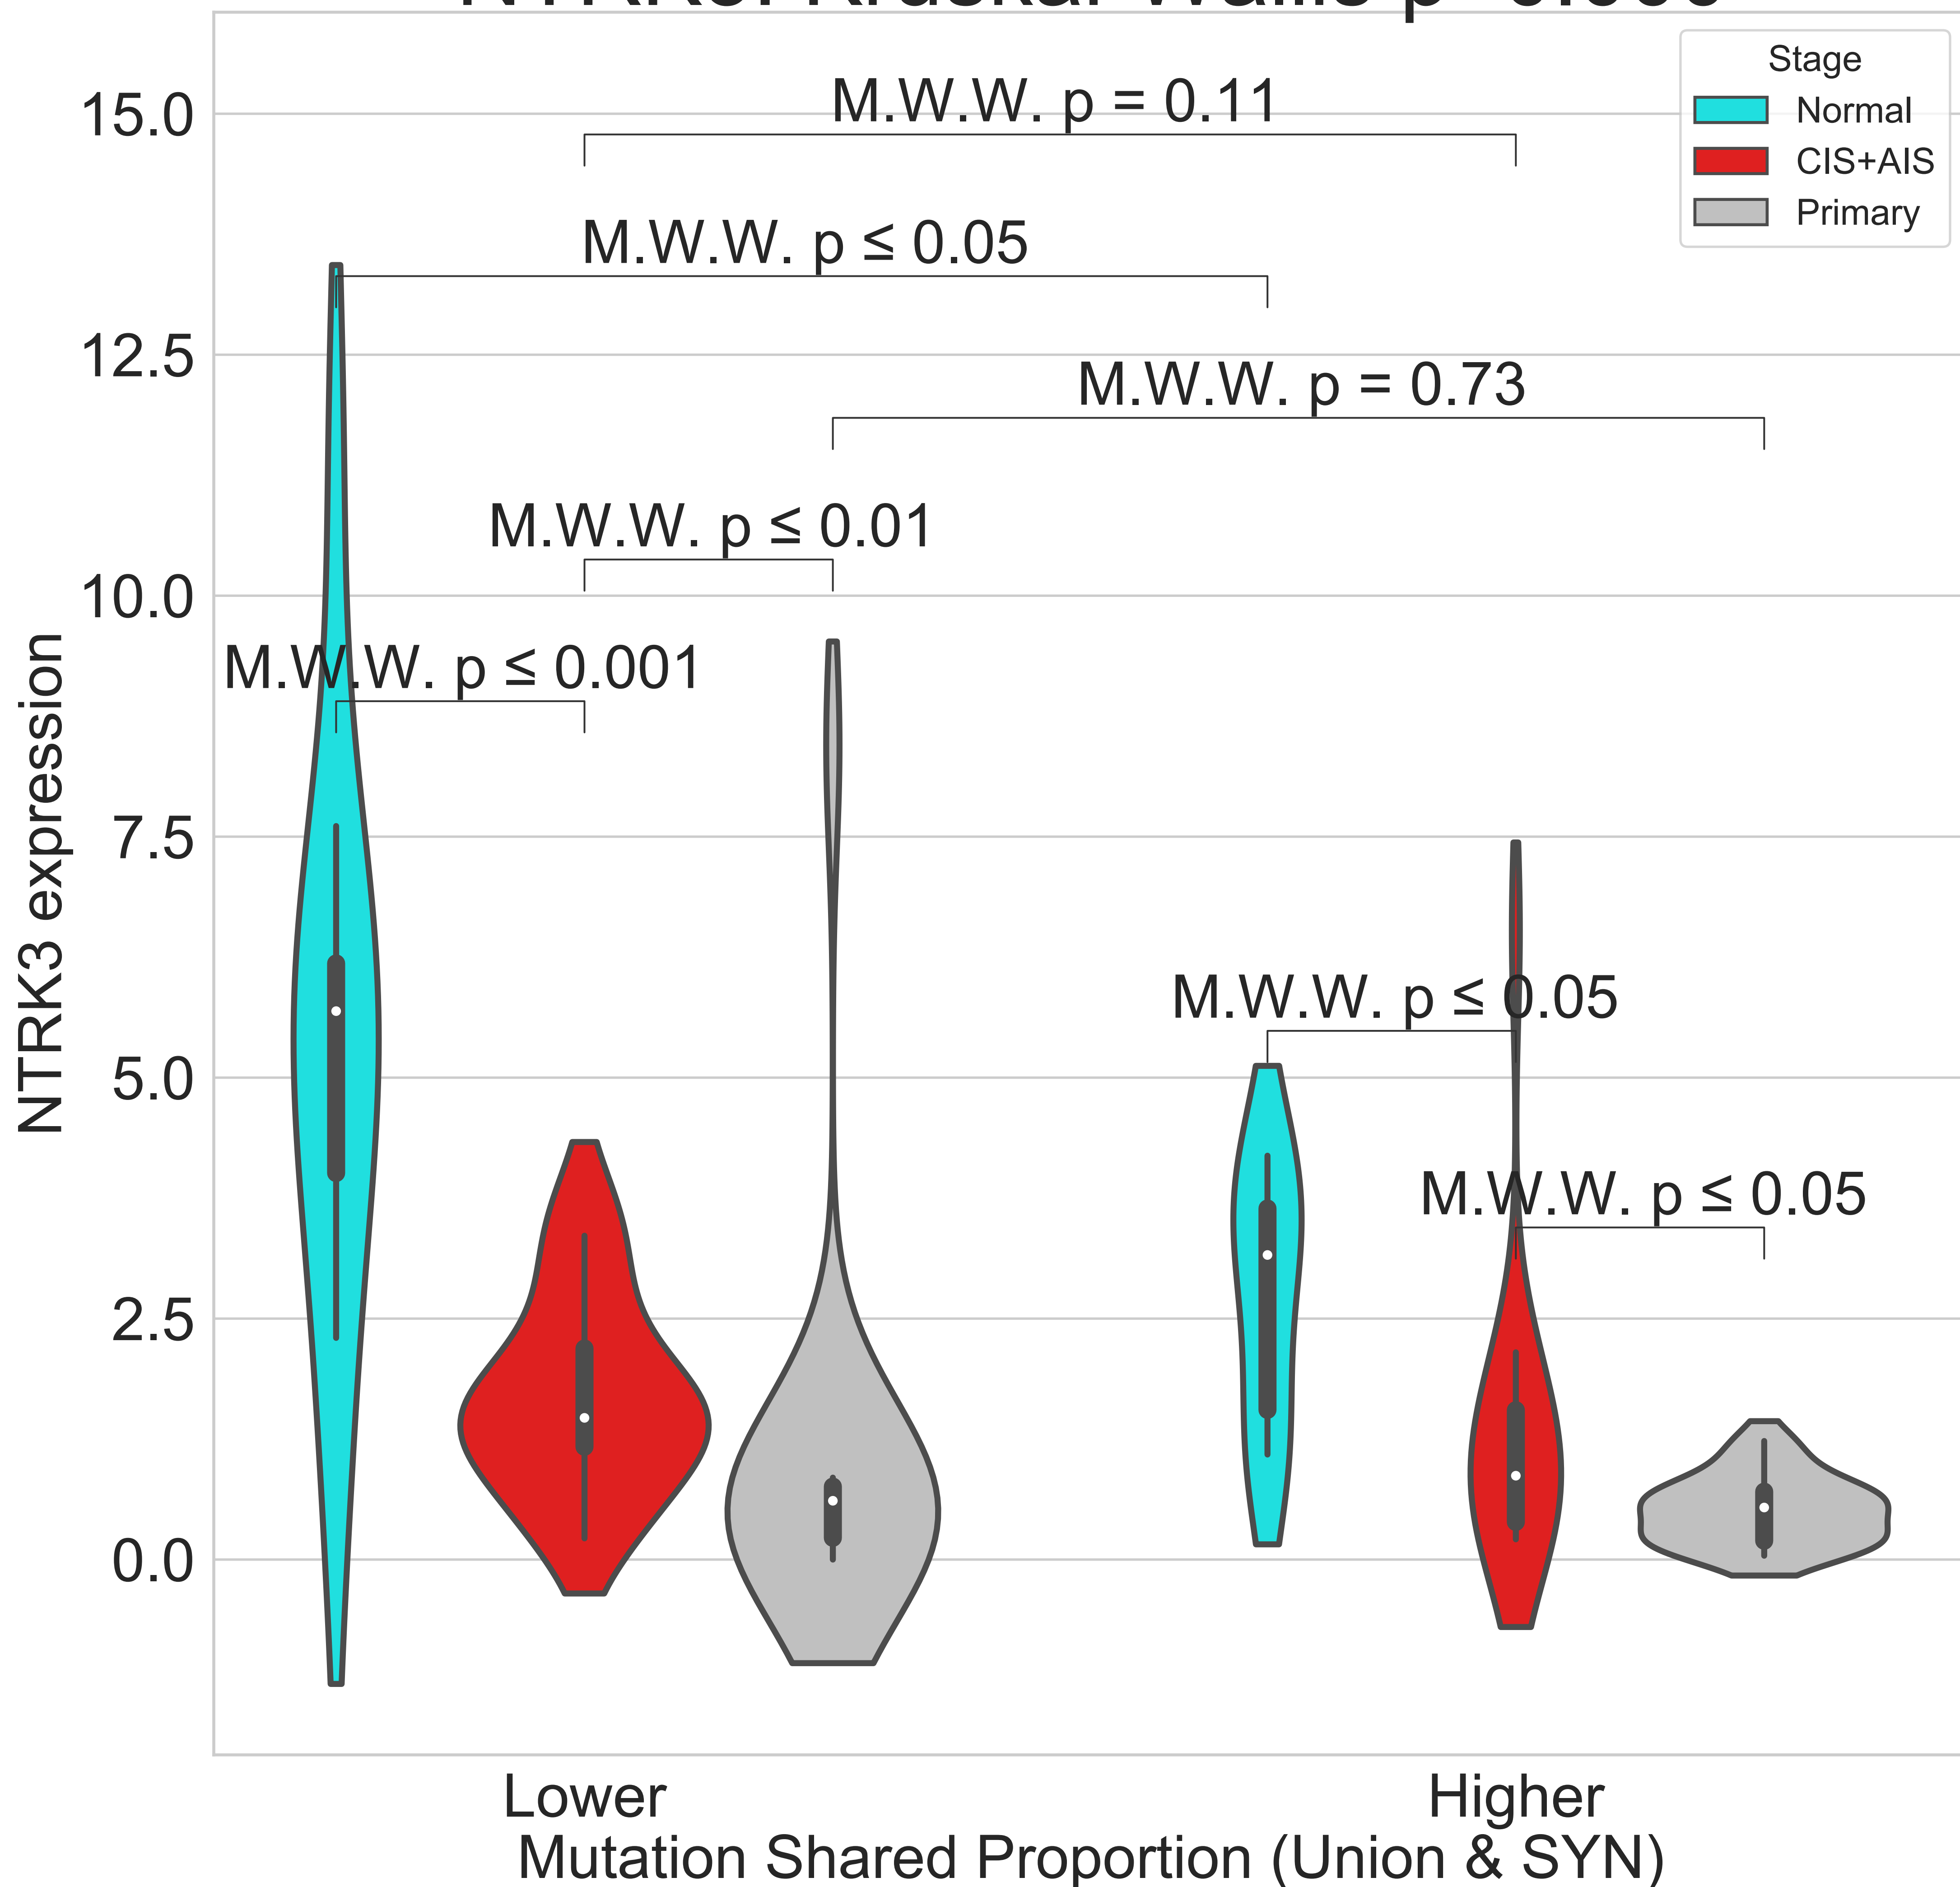 Stage
Normal
CIS+AIS
Primary
M.W.W. p = 0.11
M.W.W. p ≤ 0.05
M.W.W. p = 0.73
M.W.W. p ≤ 0.01
M.W.W. p ≤ 0.001
M.W.W. p ≤ 0.05
M.W.W. p ≤ 0.05
15.0
12.5
10.0
7.5
5.0
2.5
0.0
NTRK3 expression
Lower
Higher
Mutation Shared Proportion (Union & SYN)